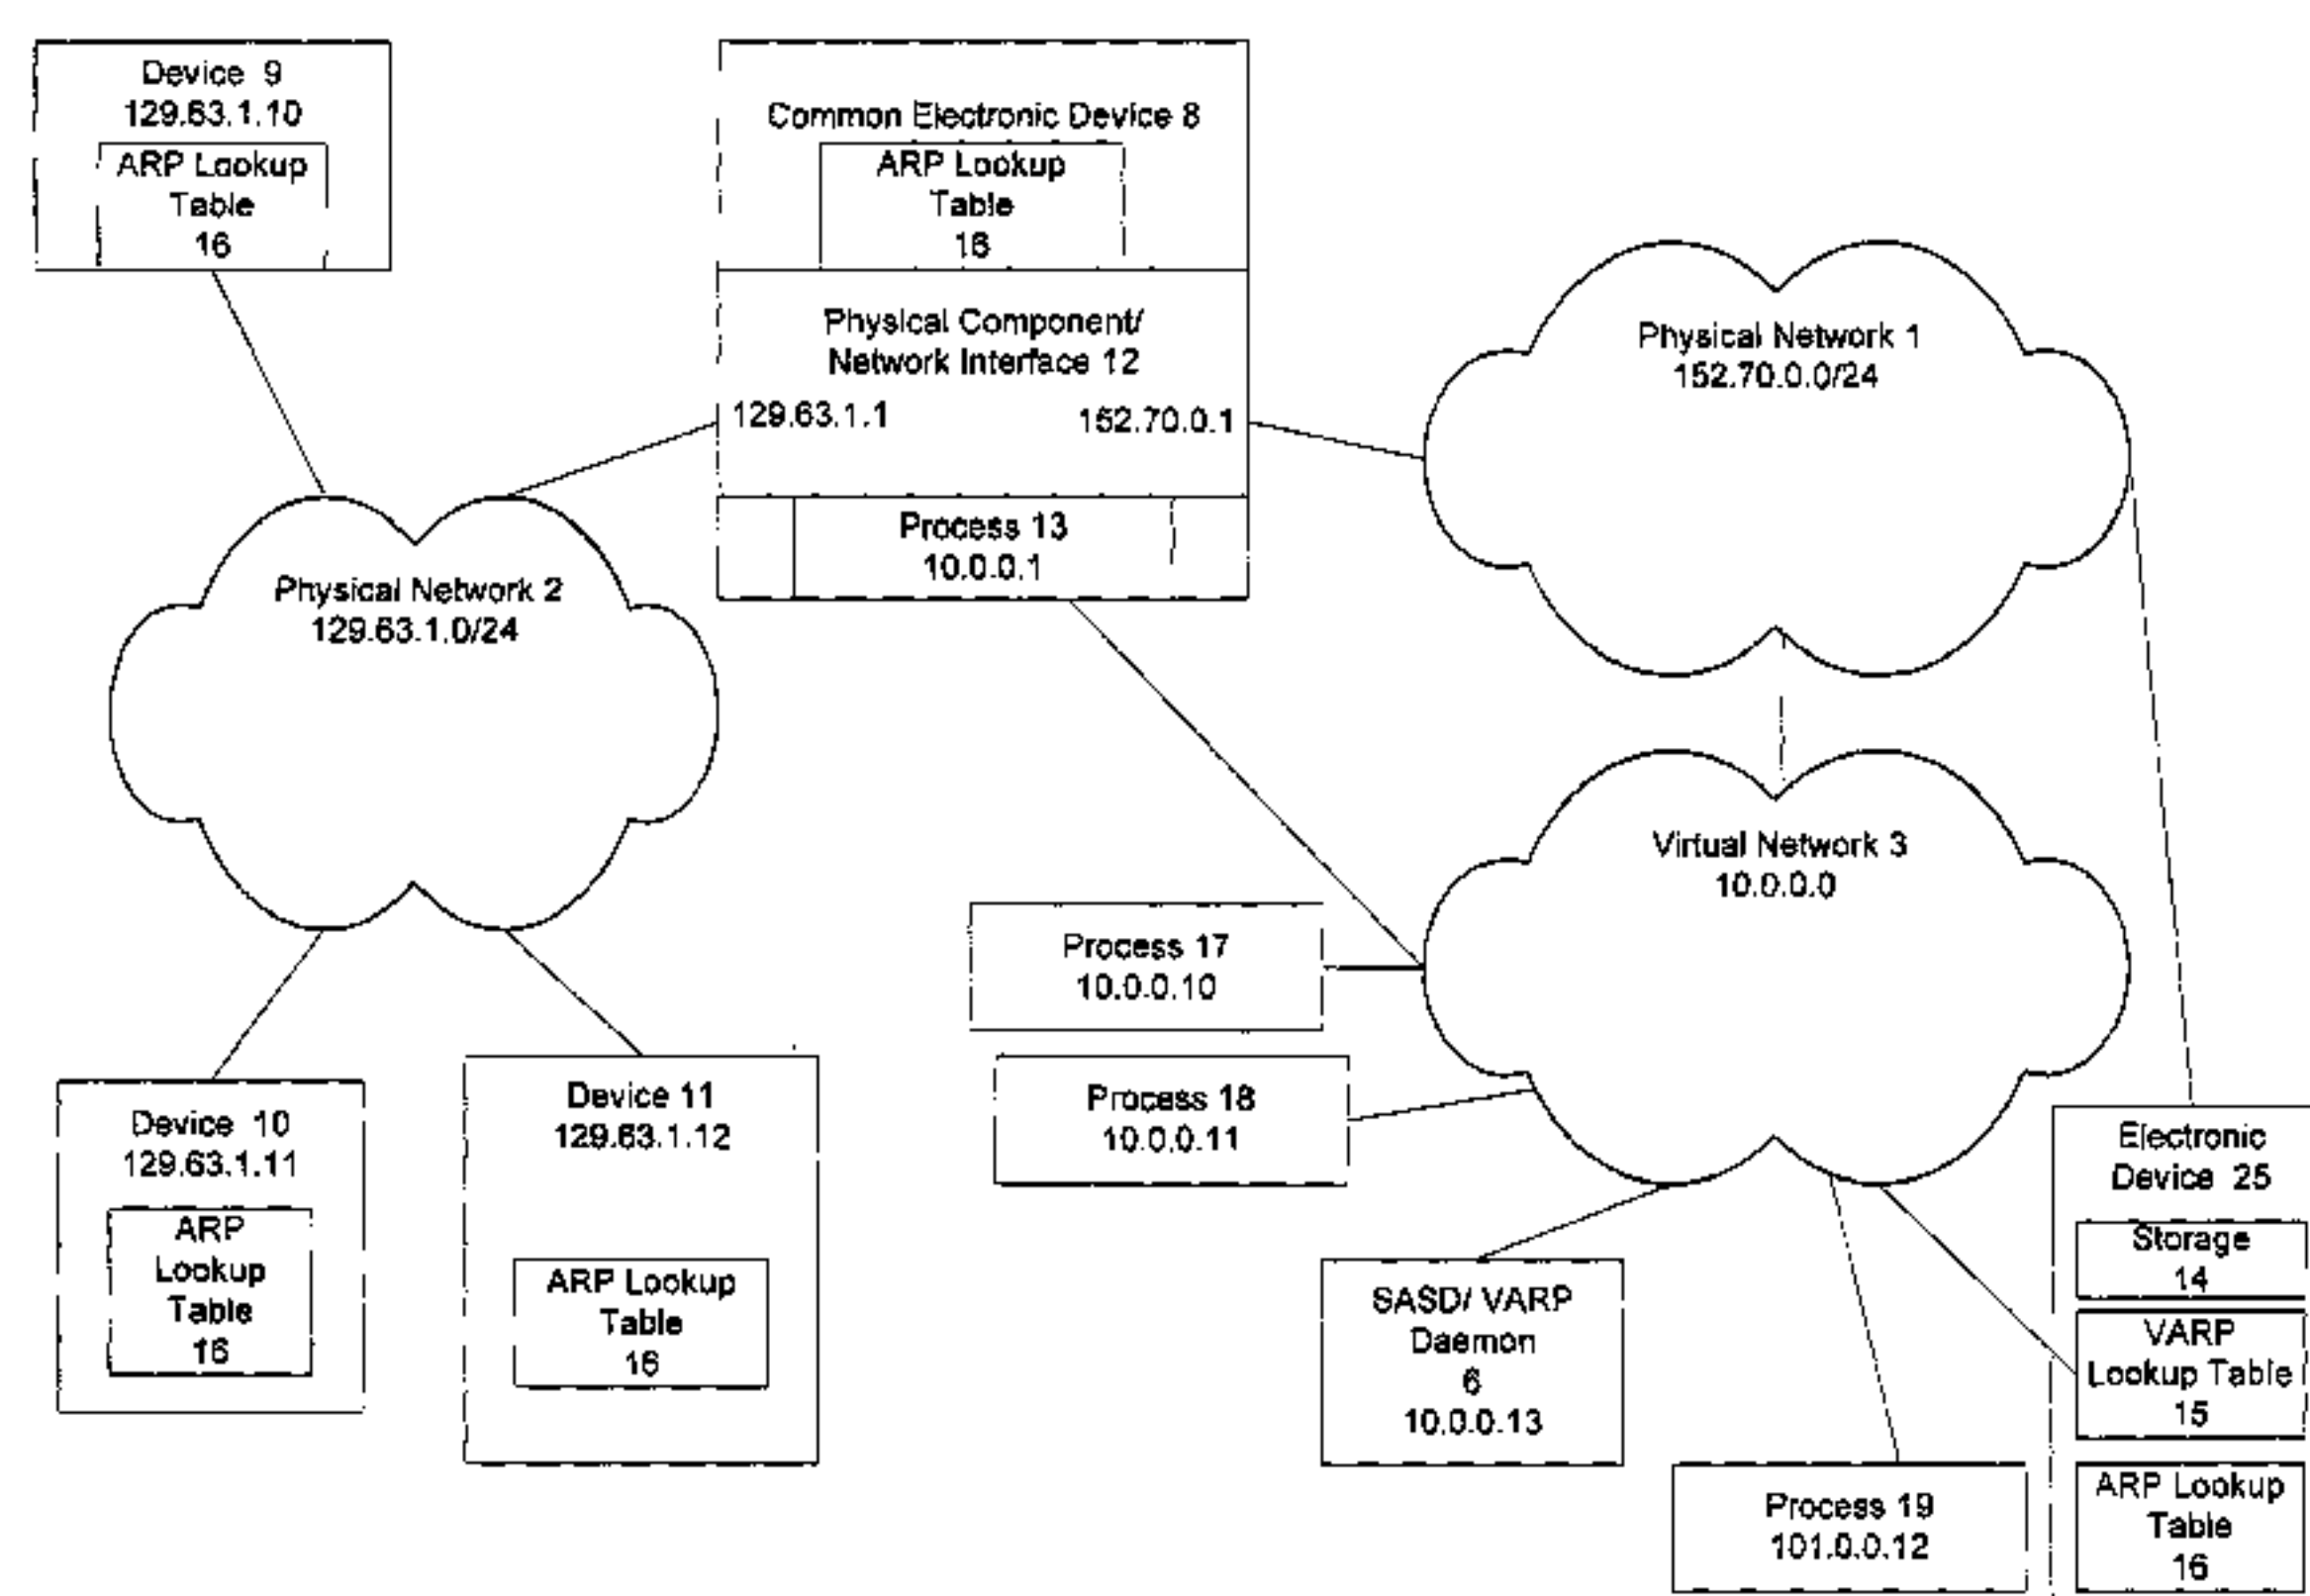 Device 9
129.63.1.10
ARP Lookup
Table
16
Common Electronic Device 8
ARP Lookup
Table
16
Physical Component/
Network Interface 12
129.63.1.1
152.70.0.1
Process 13
10.0.0.1
Physical Network 1
152.70.0.0/24
Physical Network 2
129.63.1.0/24
Virtual Network 3
10.0.0.0
Process 17
10.0.0.10
Process 18
10.0.0.11
Device 10
129.63.1.11
ARP
Lookup
Table
16
Device 11
129.63.1.12
ARP Lookup
Table
16
SASD/ VARP
Daemon
6
10.0.0.13
Process 19
101.0.0.12
Electronic
Device 25
Storage
14
VARP
Lookup Table
15
ARP Lookup
Table
16